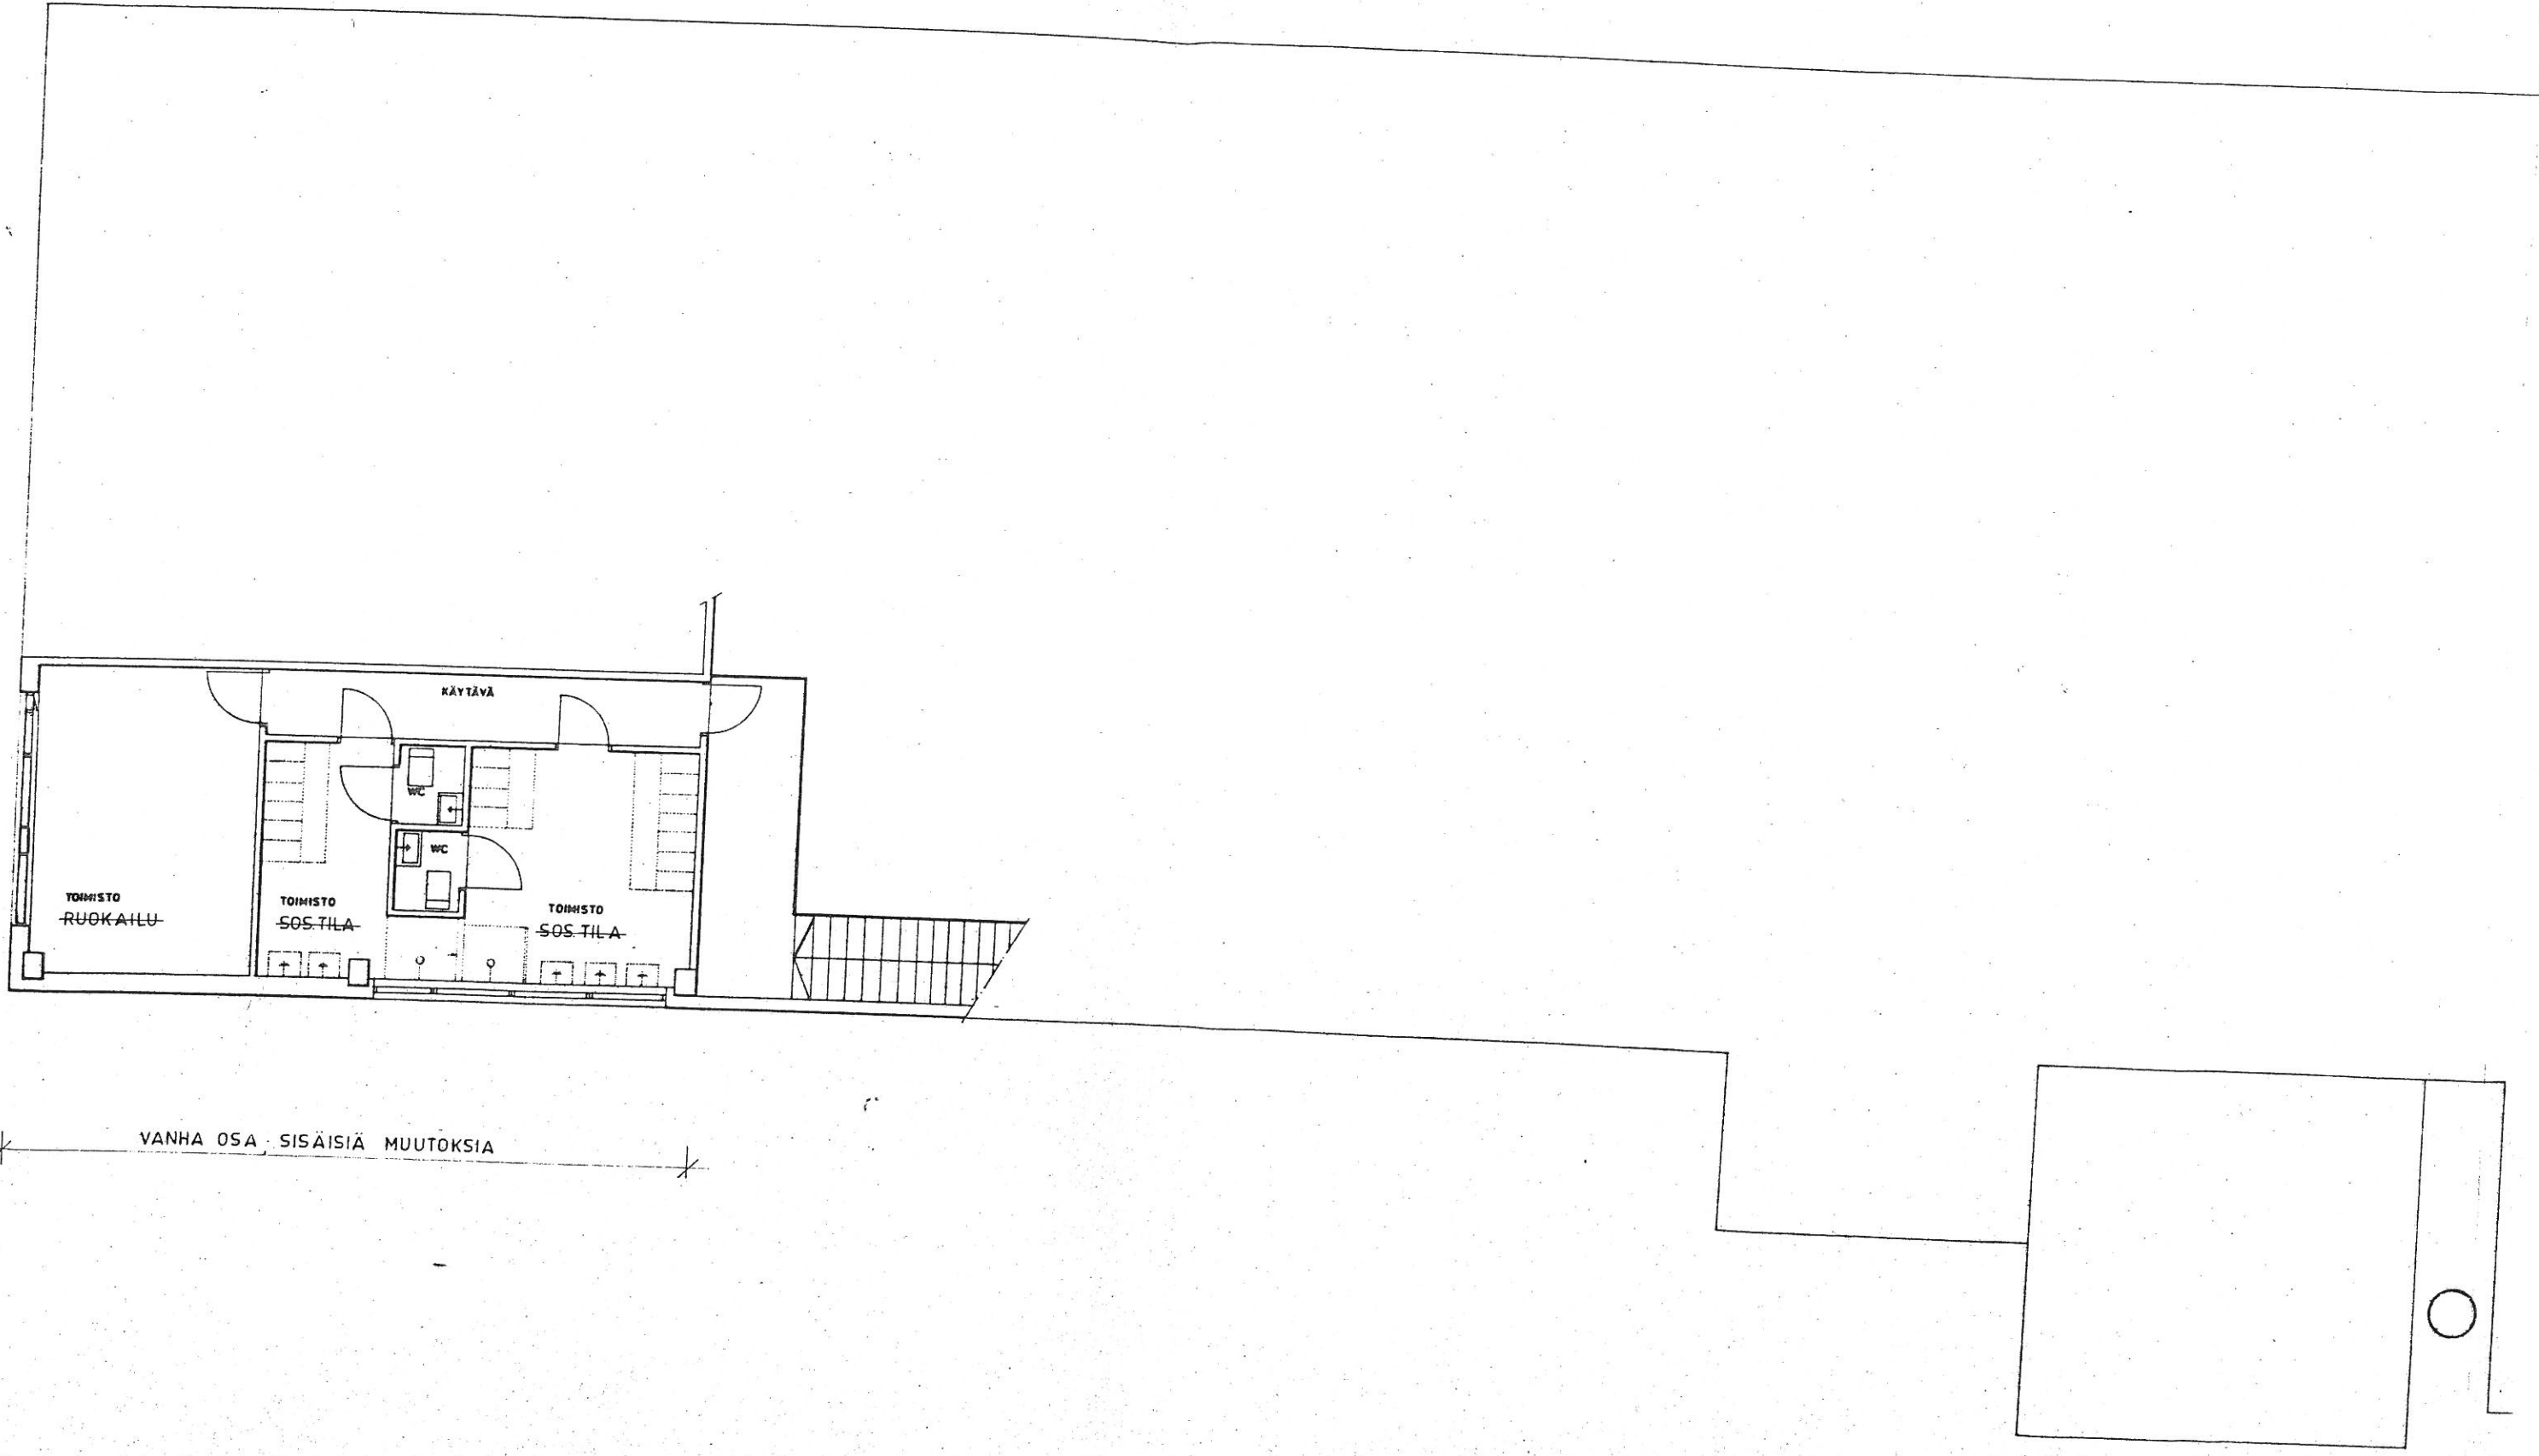 KÄYTÄVÄ
WC
WC
TOIMISTO
RUOKAILU
TOIMISTO
SOS.TILA
TOIMISTO
SOS.TILA
VANHA OSA SISÄISIÄ MUUTOKSIA